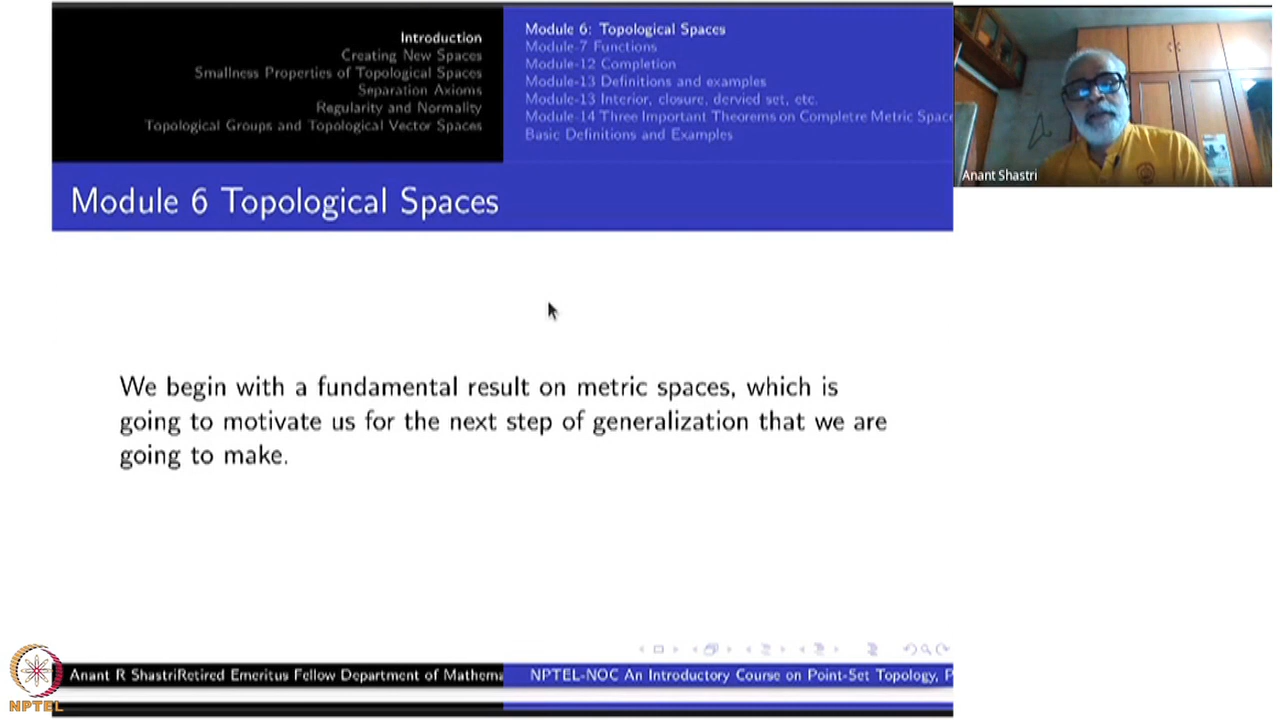 Introduction
Creating New Spaces
Smallness Properties of Topological Spaces
Separation Axioms
Regularity and Normality
Topological Groups and Topological Vector Spaces
Module 6: Topological Spaces
Module-7 Functions
Module-12 Completion
Module-13 Definitions and examples
Module-13 Interior, closure, dervied set, etc.
Module-14 Three Important Theorems on Completre Metric Space
Basic Definitions and Examples
Anant Shastri
Module 6 Topological Spaces
We begin with a fundamental result on metric spaces, which is
going to motivate us for the next step of generalization that we are
going to make.
Anant R ShastriRetired Emeritus Fellow Department of Mathema
NPTEL-NOC An Introductory Course on Point-Set Topology, P
NPTEL